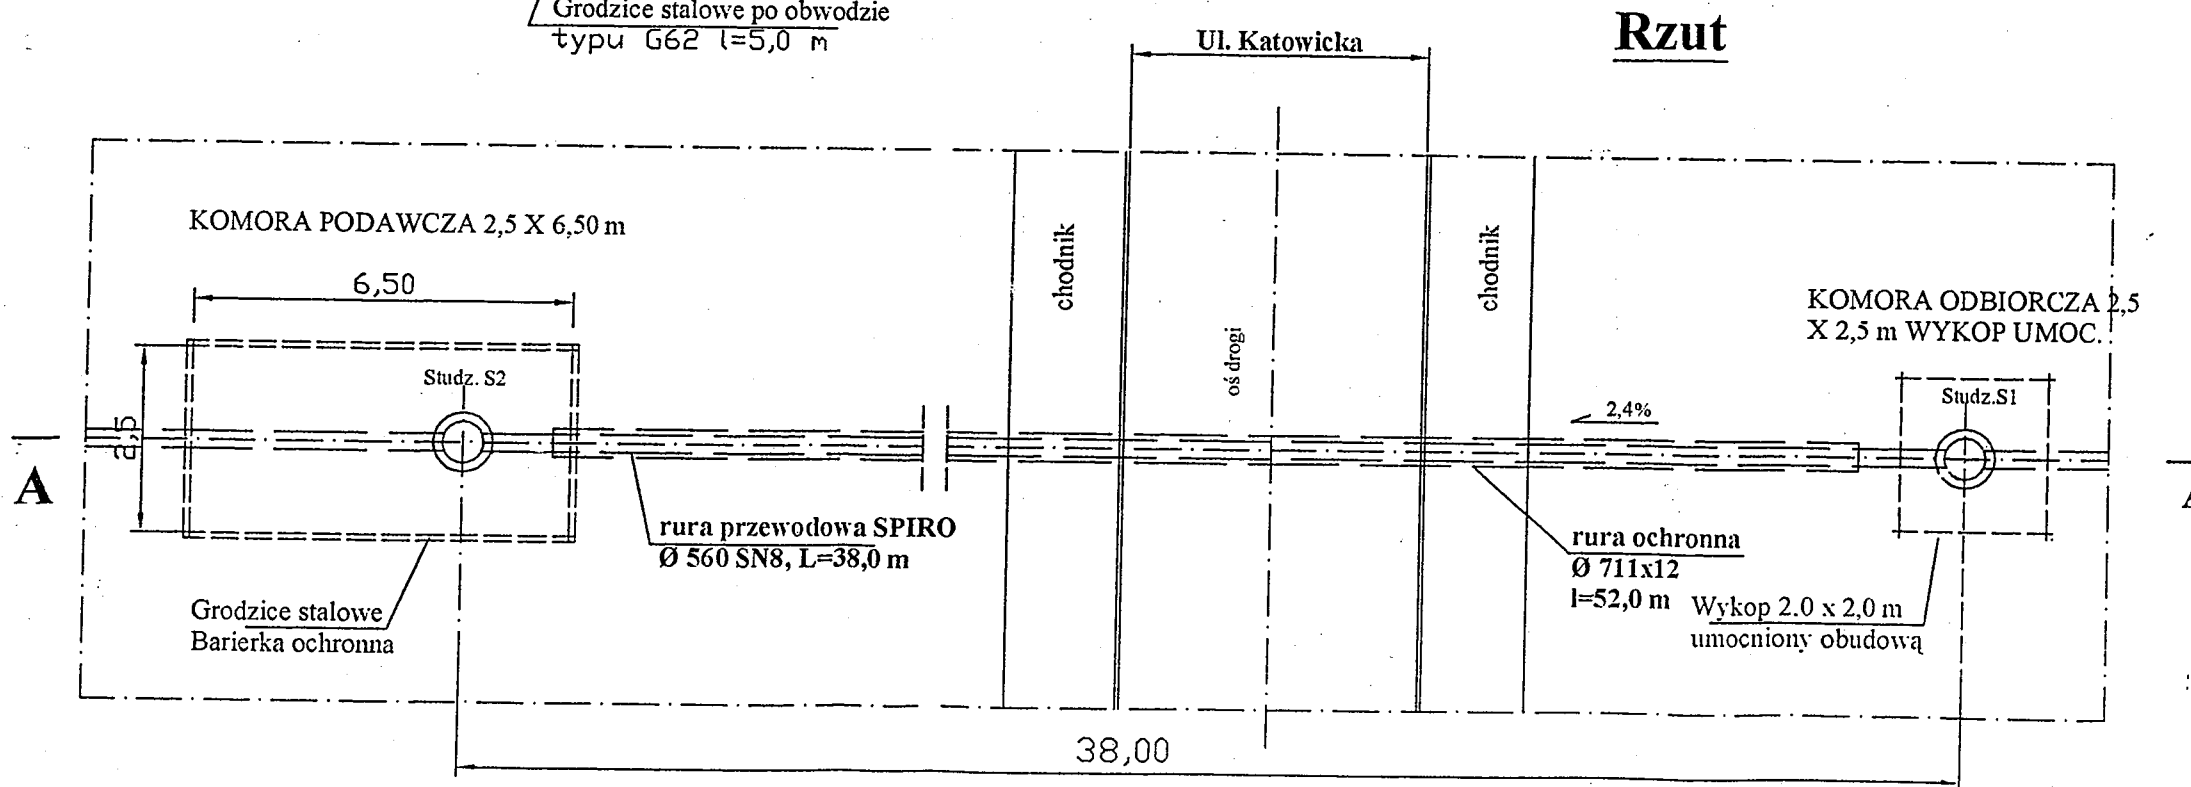 Grodzice stalowe po obwodzie
typu G62 l=5,0 m
Ul. Katowicka
Rzut
KOMORA PODAWCZA 2,5 X 6,50 m
6,50
2,5
Studz. S2
chodnik
oś drogi
chodnik
KOMORA ODBIORCZA 2,5
X 2,5 m WYKOP UMOC.
Studz.S1
2,4%
A
A
rura przewodowa SPIRO
Ø 560 SN8, L=38,0 m
rura ochronna
Ø 711x12
l=52,0 m
Wykop 2.0 x 2,0 m
umocniony obudową
Grodzice stalowe
Barierka ochronna
38,00